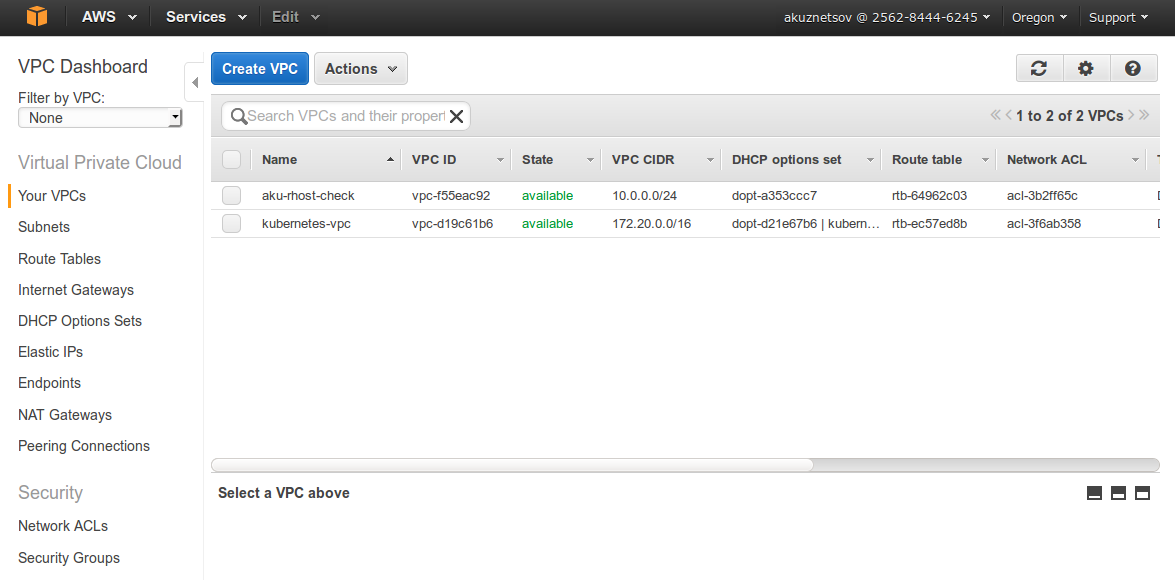 AWS Services Edit akuznetsov @ 2562-8444-6245 Oregon Support
VPC Dashboard
Filter by VPC:
None
Virtual Private Cloud
Your VPCs
Subnets
Route Tables
Internet Gateways
DHCP Options Sets
Elastic IPs
Endpoints
NAT Gateways
Peering Connections
Security
Network ACLs
Security Groups
Create VPC Actions
Search VPCs and their propert 1 to 2 of 2 VPCs
Name VPC ID State VPC CIDR DHCP options set Route table Network ACL
aku-rhost-check vpc-f55eac92 available 10.0.0.0/24 dopt-a353ccc7 rtb-64962c03 acl-3b2ff65c
kubernetes-vpc vpc-d19c61b6 available 172.20.0.0/16 dopt-d21e67b6 | kubern... rtb-ec57ed8b acl-3f6ab358
Select a VPC above